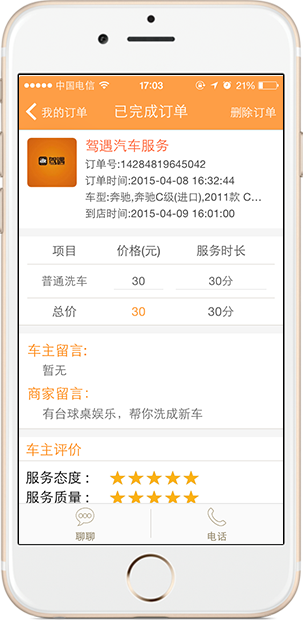 中国电信 17:03 21%
我的订单 已完成订单 删除订单
驾遇
驾遇汽车服务
订单号:14284819645042
订单时间:2015-04-08 16:32:44
车型:奔驰,奔驰C级(进口),2011款 C...
到店时间:2015-04-09 16:01:00
项目 价格(元) 服务时长
普通洗车 30 30分
总价 30 30分
车主留言:
暂无
商家留言:
有台球桌娱乐，帮你洗成新车
车主评价
服务态度：
服务质量：
聊聊 电话